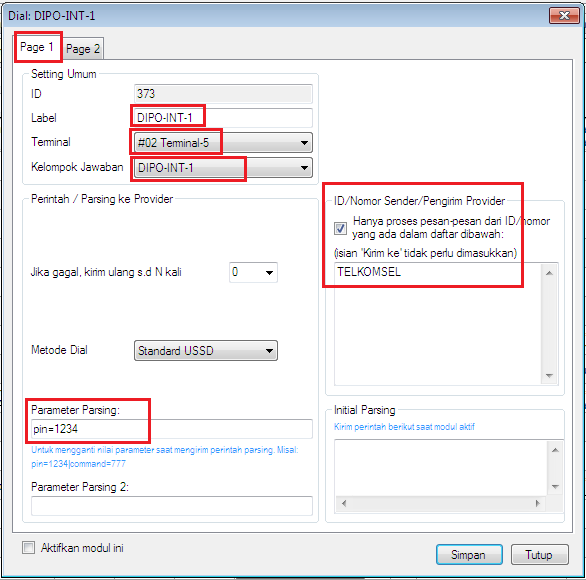 Dial: DIPO-INT-1
Page 1
Page 2
Setting Umum
ID
373
Label
DIPO-INT-1
Terminal
#02 Terminal-5
Kelompok Jawaban
DIPO-INT-1
Perintah / Parsing ke Provider
Jika gagal, kirim ulang s.d N kali
0
Metode Dial
Standard USSD
Parameter Parsing:
pin=1234
Untuk mengganti nilai parameter saat mengirim perintah parsing. Misal:
pin=1234|command=777
Parameter Parsing 2:
ID/Nomor Sender/Pengirim Provider
Hanya proses pesan-pesan dari ID/nomor
yang ada dalam daftar dibawah:
(isian 'Kirim ke' tidak perlu dimasukkan)
TELKOMSEL
Initial Parsing
Kirim perintah berikut saat modul aktif
Aktifkan modul ini
Simpan
Tutup